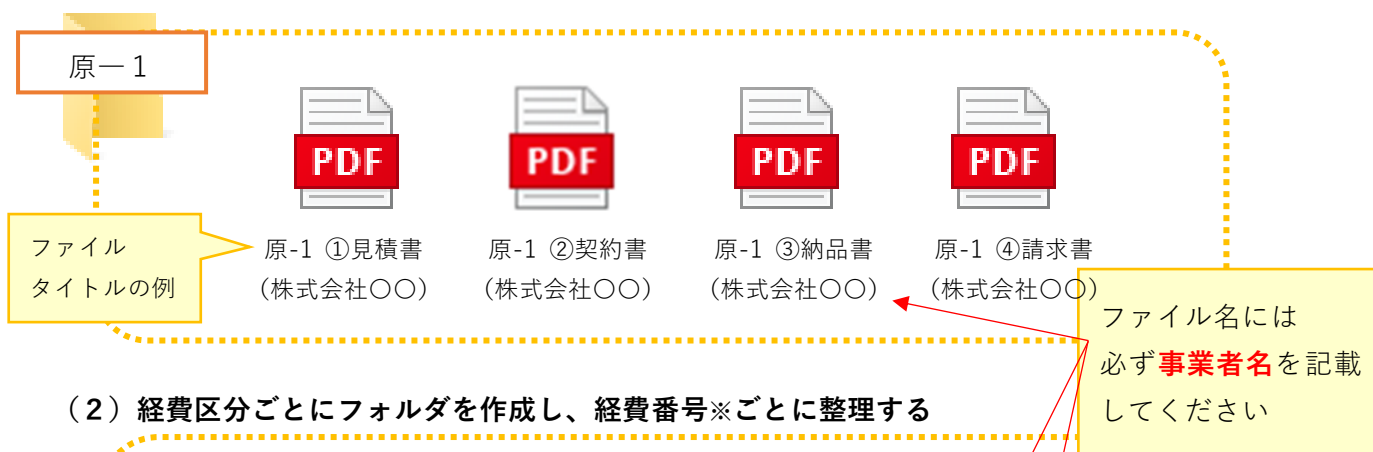 原―１
PDF
PDF
PDF
PDF
ファイル
タイトルの例
原-1 ①見積書
(株式会社〇〇)
原-1 ②契約書
(株式会社〇〇)
原-1 ③納品書
(株式会社〇〇)
原-1 ④請求書
(株式会社〇〇)
ファイル名には
必ず事業者名を記載
してください
（２）経費区分ごとにフォルダを作成し、経費番号※ごとに整理する